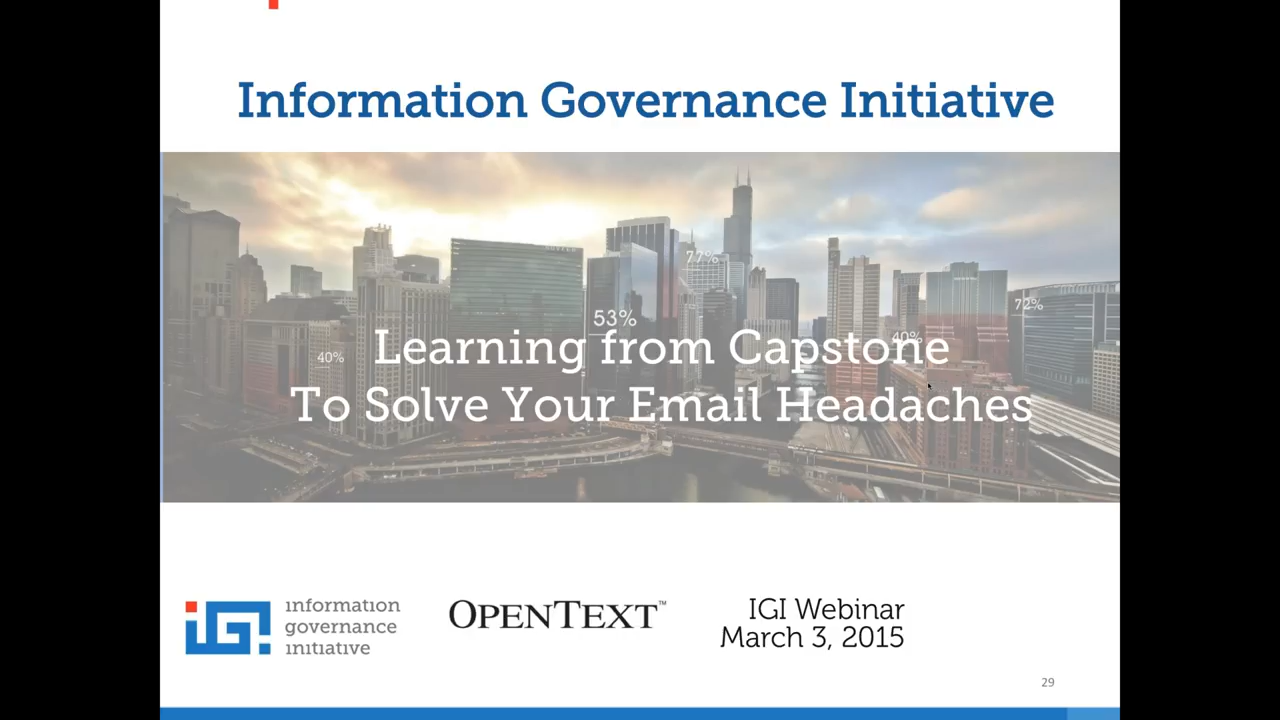 Information Governance Initiative
77%
72%
53%
40%
40%
Learning from Capstone
To Solve Your Email Headaches
iG!
information
governance
initiative
OPENTEXT™
IGI Webinar
March 3, 2015
29